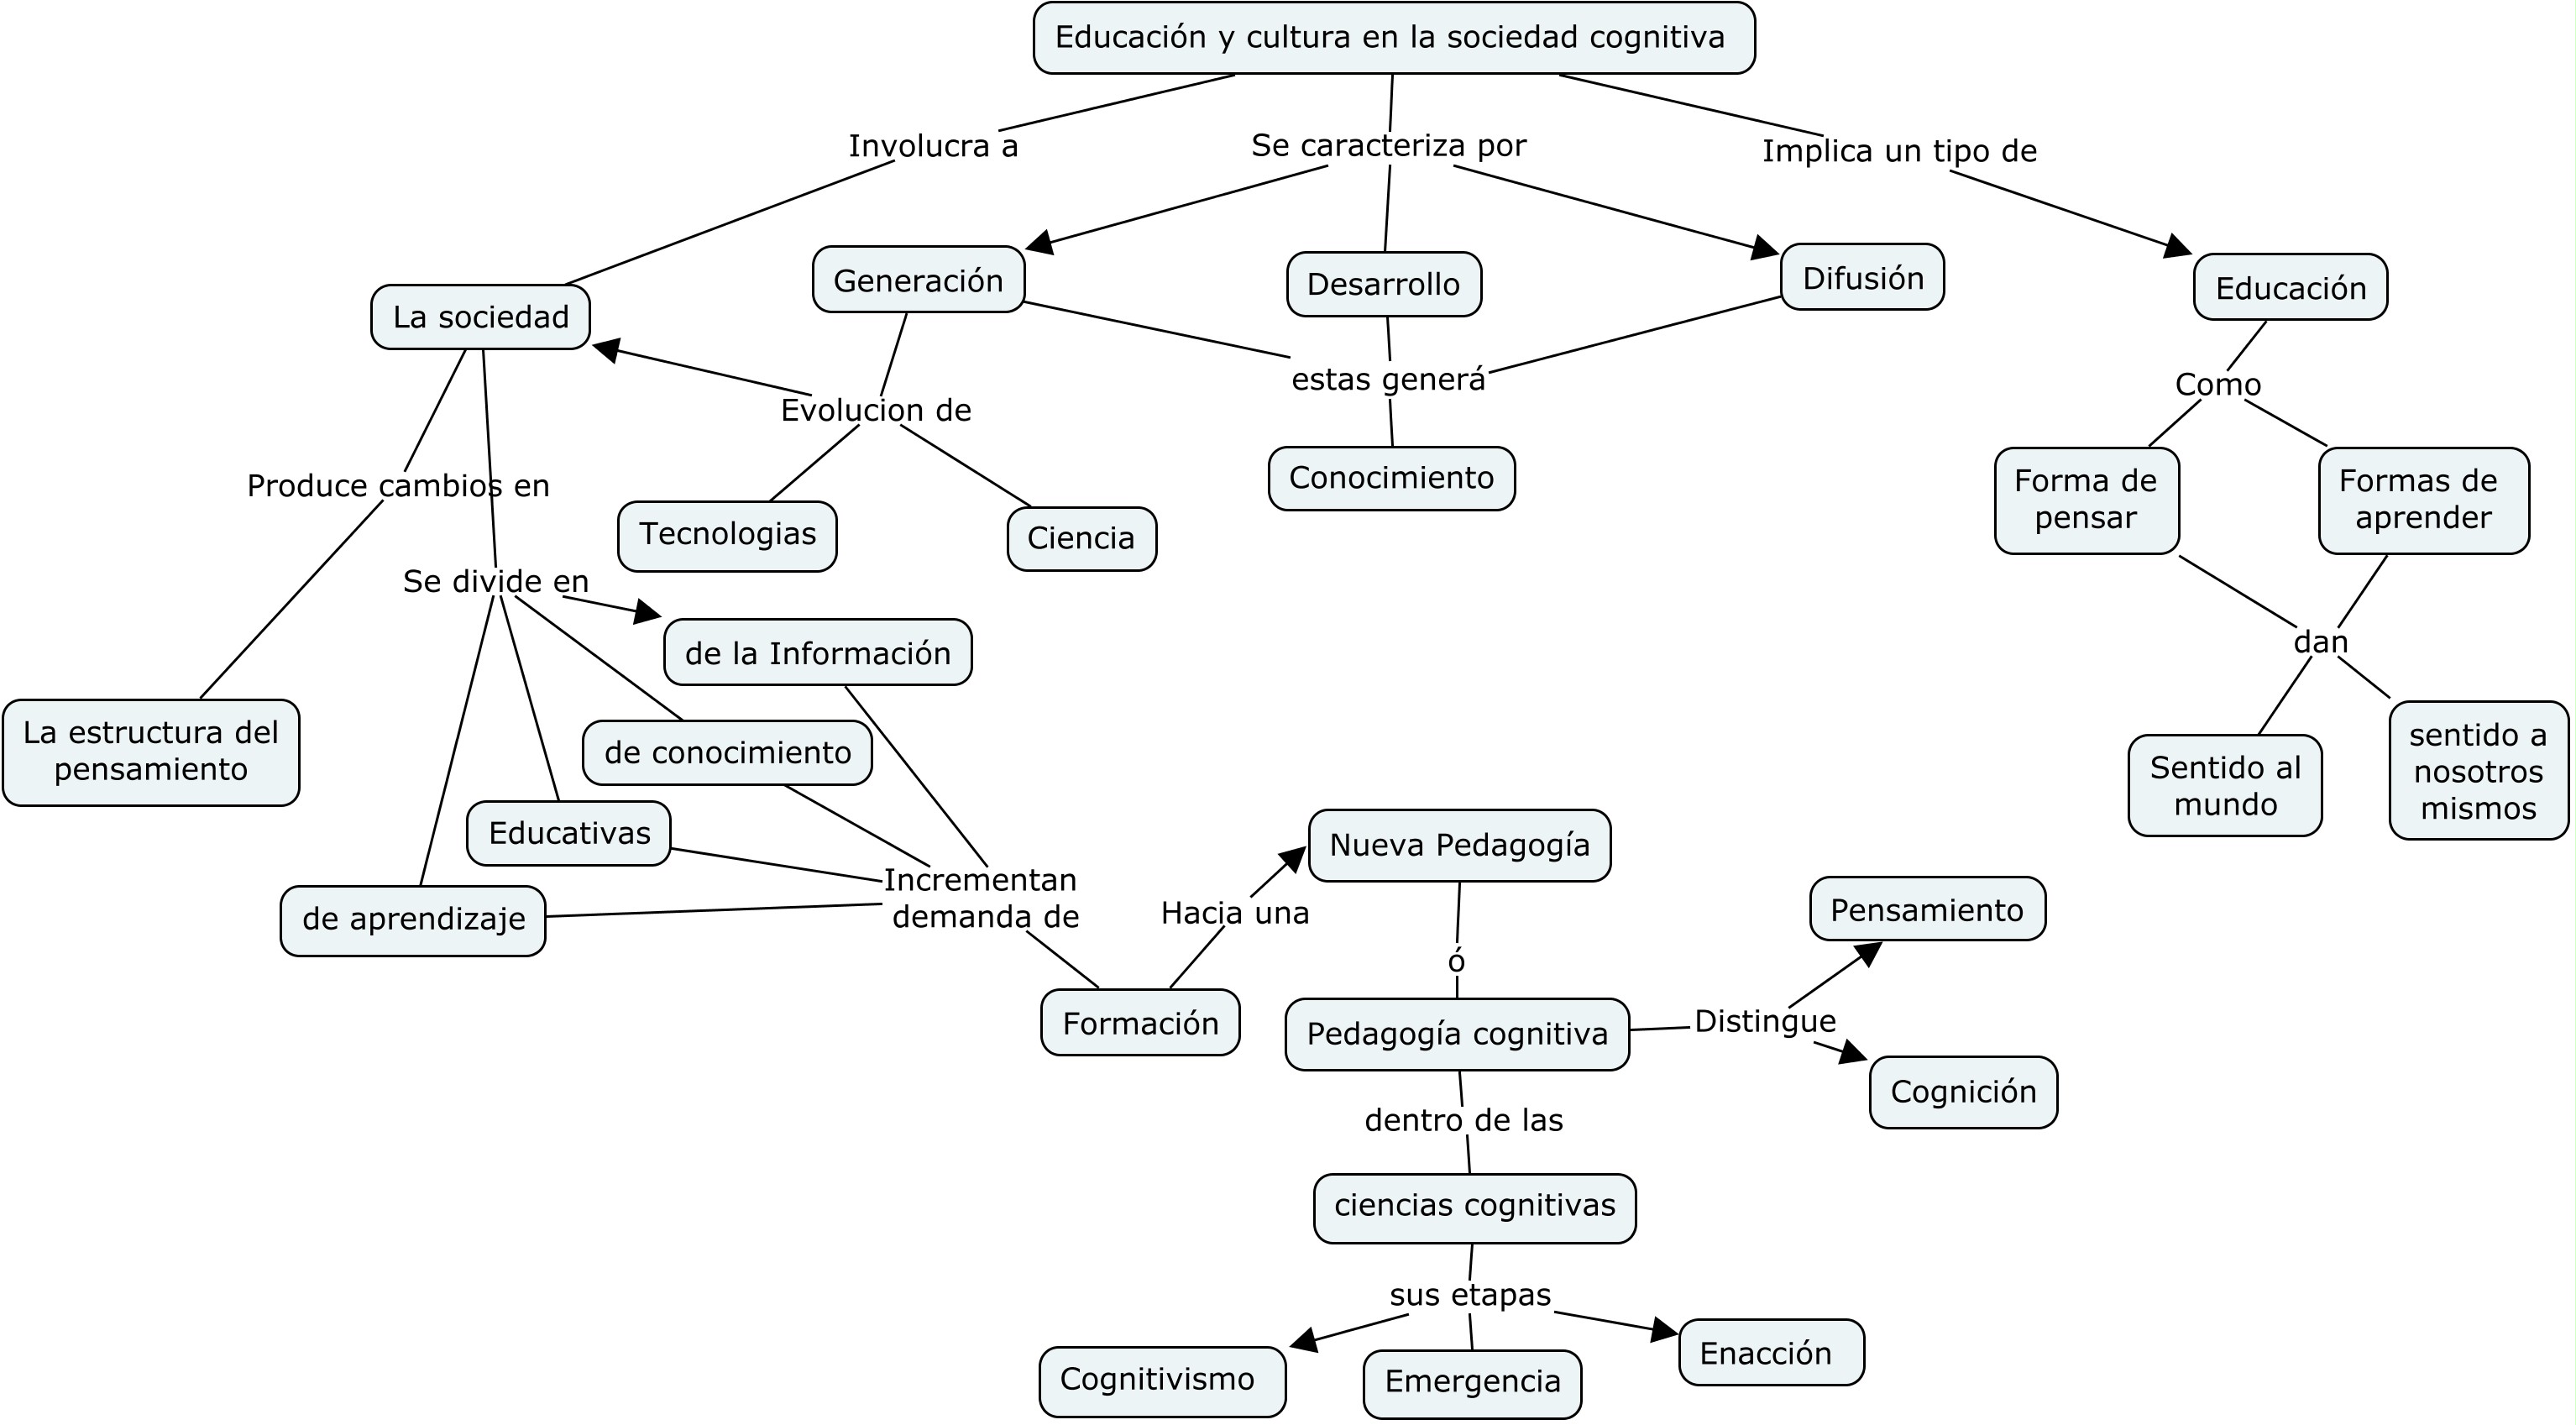 Educación y cultura en la sociedad cognitiva
Involucra a
Se caracteriza por
Implica un tipo de
La sociedad
Generación
Desarrollo
Difusión
Educación
Evolucion de
estas generá
Como
Produce cambios en
Tecnologias
Ciencia
Conocimiento
Forma de
pensar
Formas de
aprender
Se divide en
de la Información
dan
La estructura del
pensamiento
de conocimiento
Sentido al
mundo
sentido a
nosotros
mismos
Educativas
de aprendizaje
Incrementan
demanda de
Hacia una
Nueva Pedagogía
ó
Formación
Pedagogía cognitiva
Distingue
Pensamiento
Cognición
dentro de las
ciencias cognitivas
sus etapas
Cognitivismo
Emergencia
Enacción